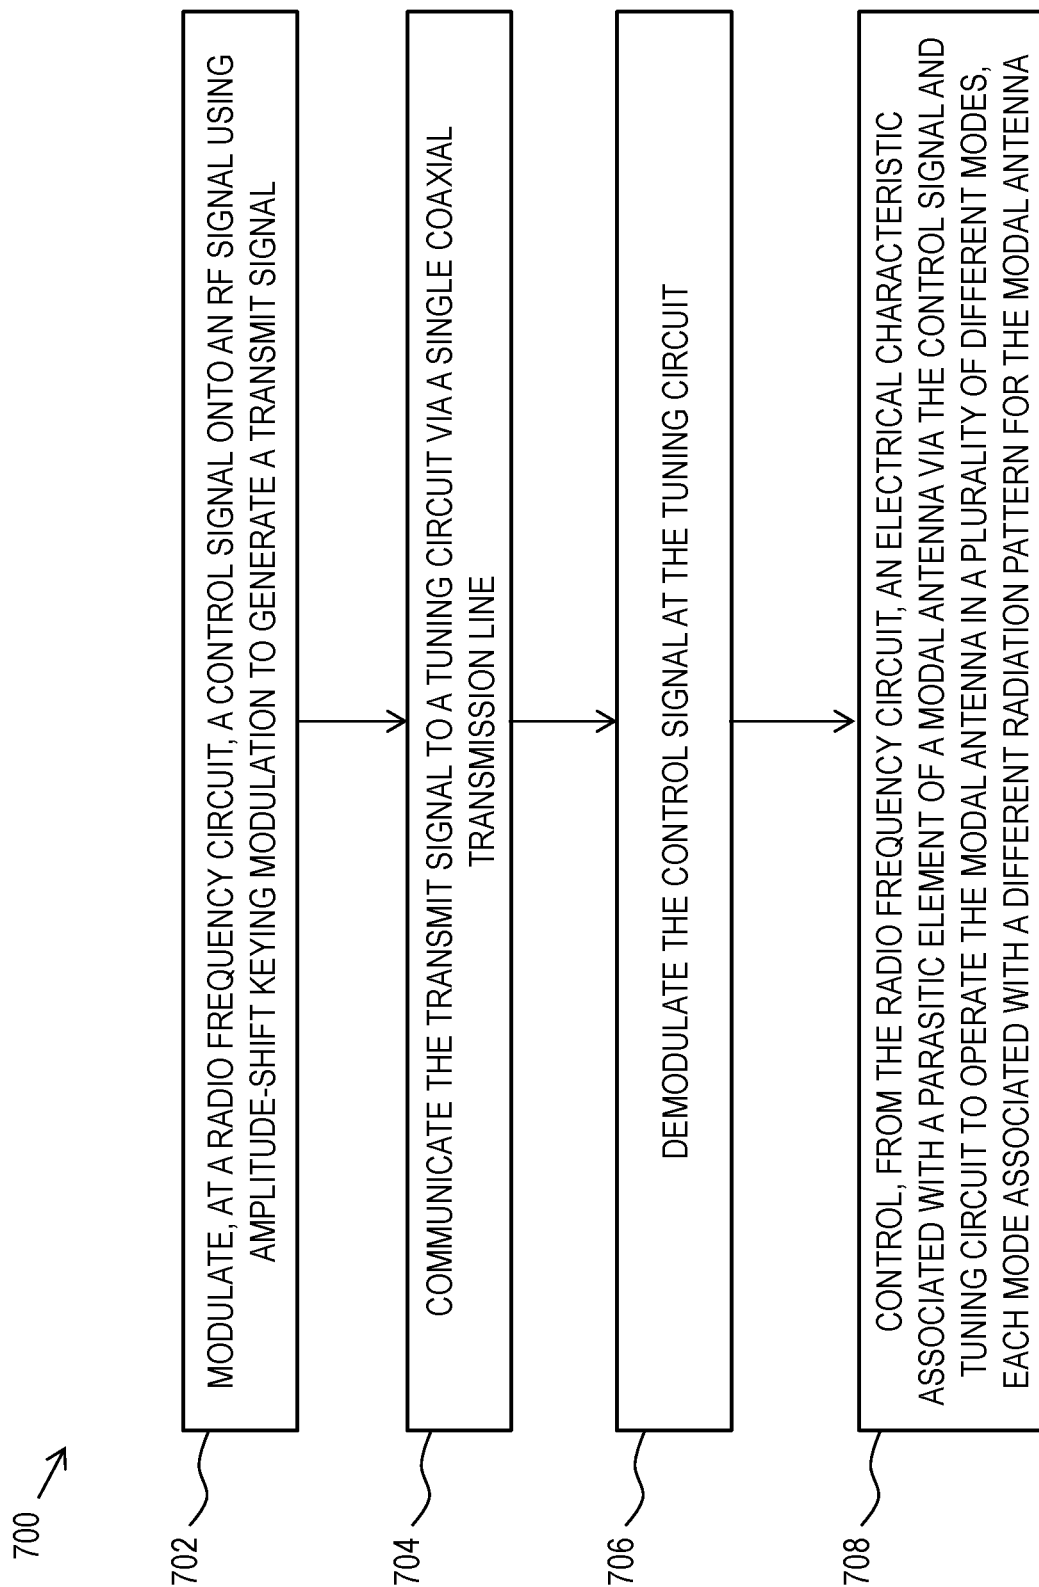 700
702
MODULATE, AT A RADIO FREQUENCY CIRCUIT, A CONTROL SIGNAL ONTO AN RF SIGNAL USING
AMPLITUDE-SHIFT KEYING MODULATION TO GENERATE A TRANSMIT SIGNAL
704
COMMUNICATE THE TRANSMIT SIGNAL TO A TUNING CIRCUIT VIA A SINGLE COAXIAL
TRANSMISSION LINE
706
DEMODULATE THE CONTROL SIGNAL AT THE TUNING CIRCUIT
708
CONTROL, FROM THE RADIO FREQUENCY CIRCUIT, AN ELECTRICAL CHARACTERISTIC
ASSOCIATED WITH A PARASITIC ELEMENT OF A MODAL ANTENNA VIA THE CONTROL SIGNAL AND
TUNING CIRCUIT TO OPERATE THE MODAL ANTENNA IN A PLURALITY OF DIFFERENT MODES,
EACH MODE ASSOCIATED WITH A DIFFERENT RADIATION PATTERN FOR THE MODAL ANTENNA